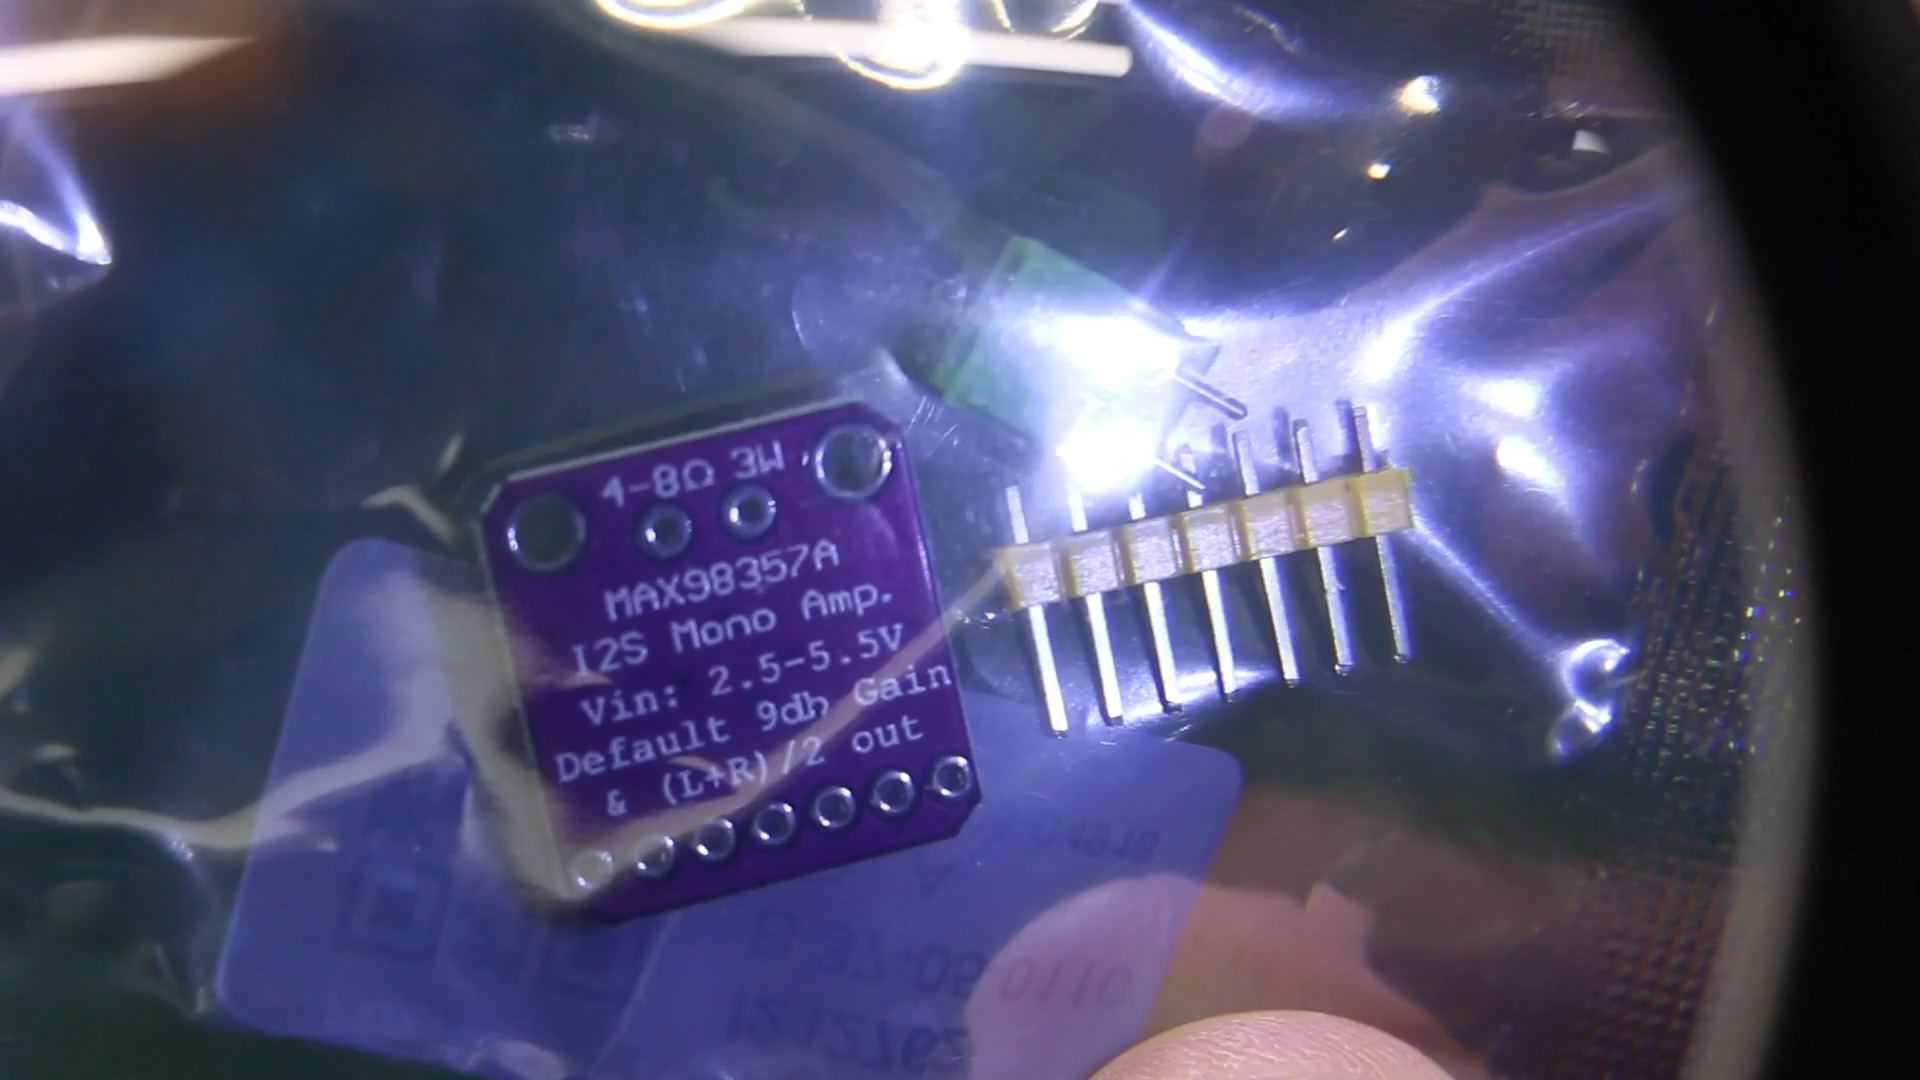 4-8Ω 3W
MAX98357A
I2S Mono Amp.
Vin: 2.5-5.5V
Default 9db Gain
& (L+R)/2 out